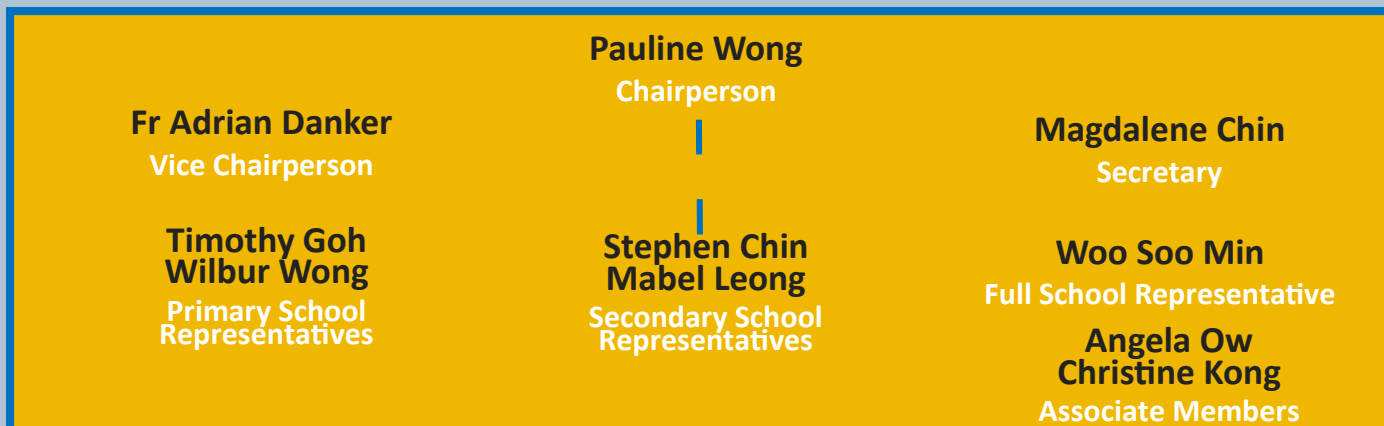 Pauline Wong
Chairperson
Fr Adrian Danker
Vice Chairperson
Magdalene Chin
Secretary
Timothy Goh
Wilbur Wong
Primary School
Representatives
Stephen Chin
Mabel Leong
Secondary School
Representatives
Woo Soo Min
Full School Representative
Angela Ow
Christine Kong
Associate Members